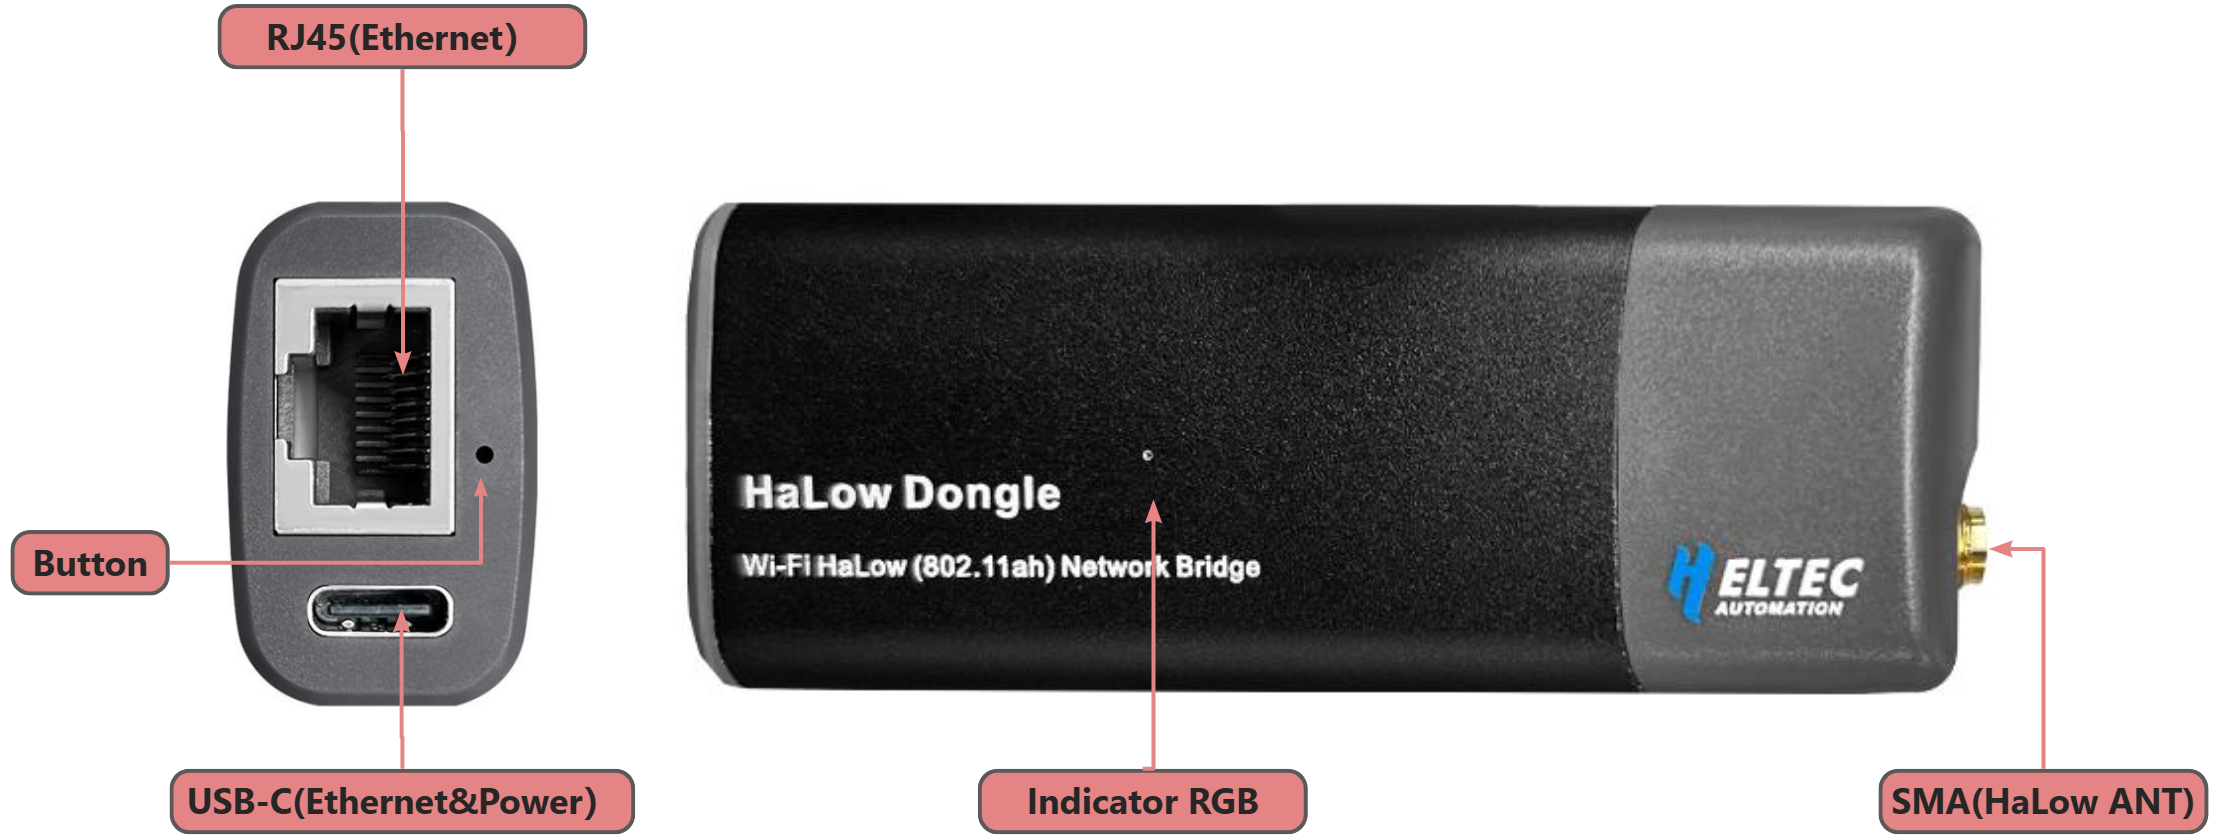 RJ45(Ethernet)
Button
USB-C(Ethernet&Power)
HaLow Dongle
Wi-Fi HaLow (802.11ah) Network Bridge
HELTEC
AUTOMATION
Indicator RGB
SMA(HaLow ANT)